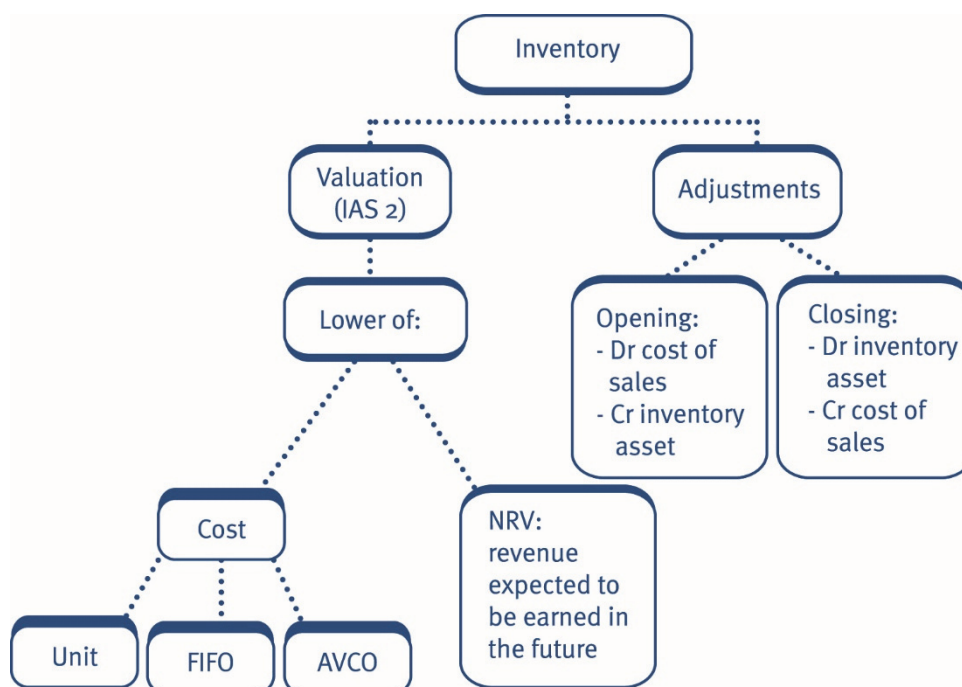 Inventory
Valuation
(IAS 2)
Adjustments
Lower of:
Opening:
- Dr cost of
sales
- Cr inventory
asset
Closing:
- Dr inventory
asset
- Cr cost of
sales
Cost
NRV:
revenue
expected to
be earned in
the future
Unit
FIFO
AVCO